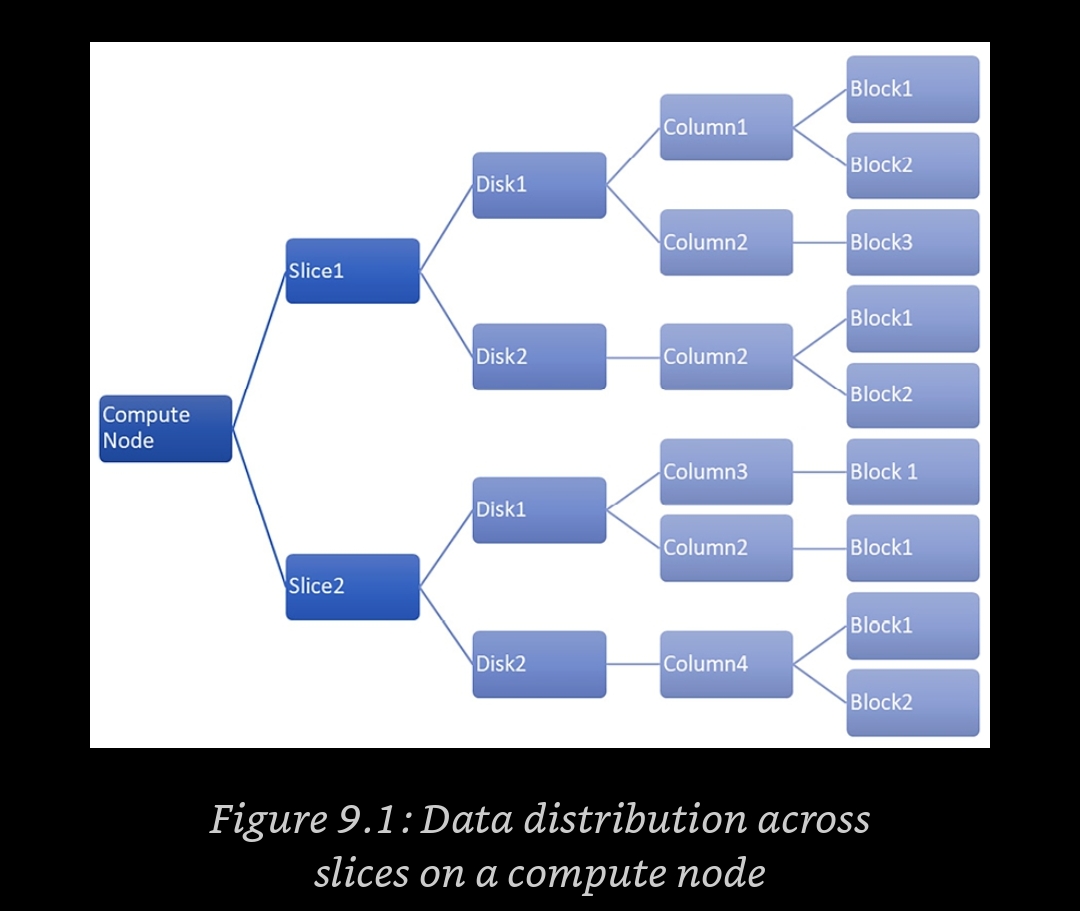 Block1
Column1
Block2
Disk1
Column2
Block3
Slice1
Block1
Disk2
Column2
Block2
Compute
Node
Column3
Block 1
Disk1
Column2
Block1
Slice2
Block1
Disk2
Column4
Block2
Figure 9.1: Data distribution across
slices on a compute node